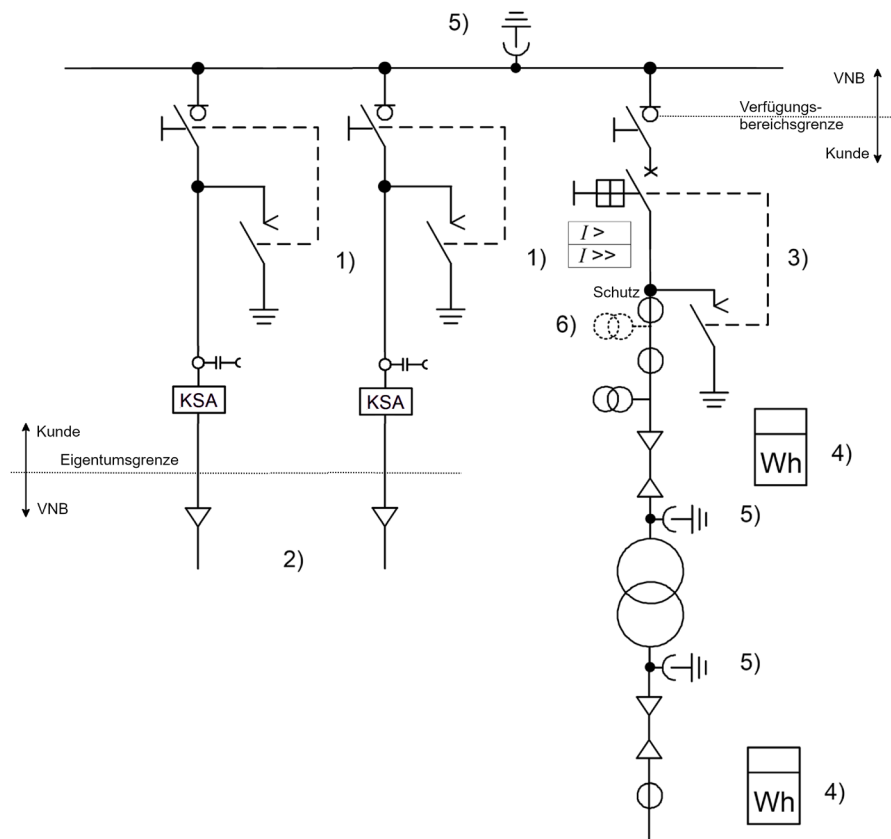 5)
VNB
Verfügungs-
bereichsgrenze
Kunde
1)
1)
I >
I >>
3)
Schutz
6)
KSA
KSA
Kunde
Eigentumsgrenze
VNB
Wh
4)
5)
2)
5)
Wh
4)